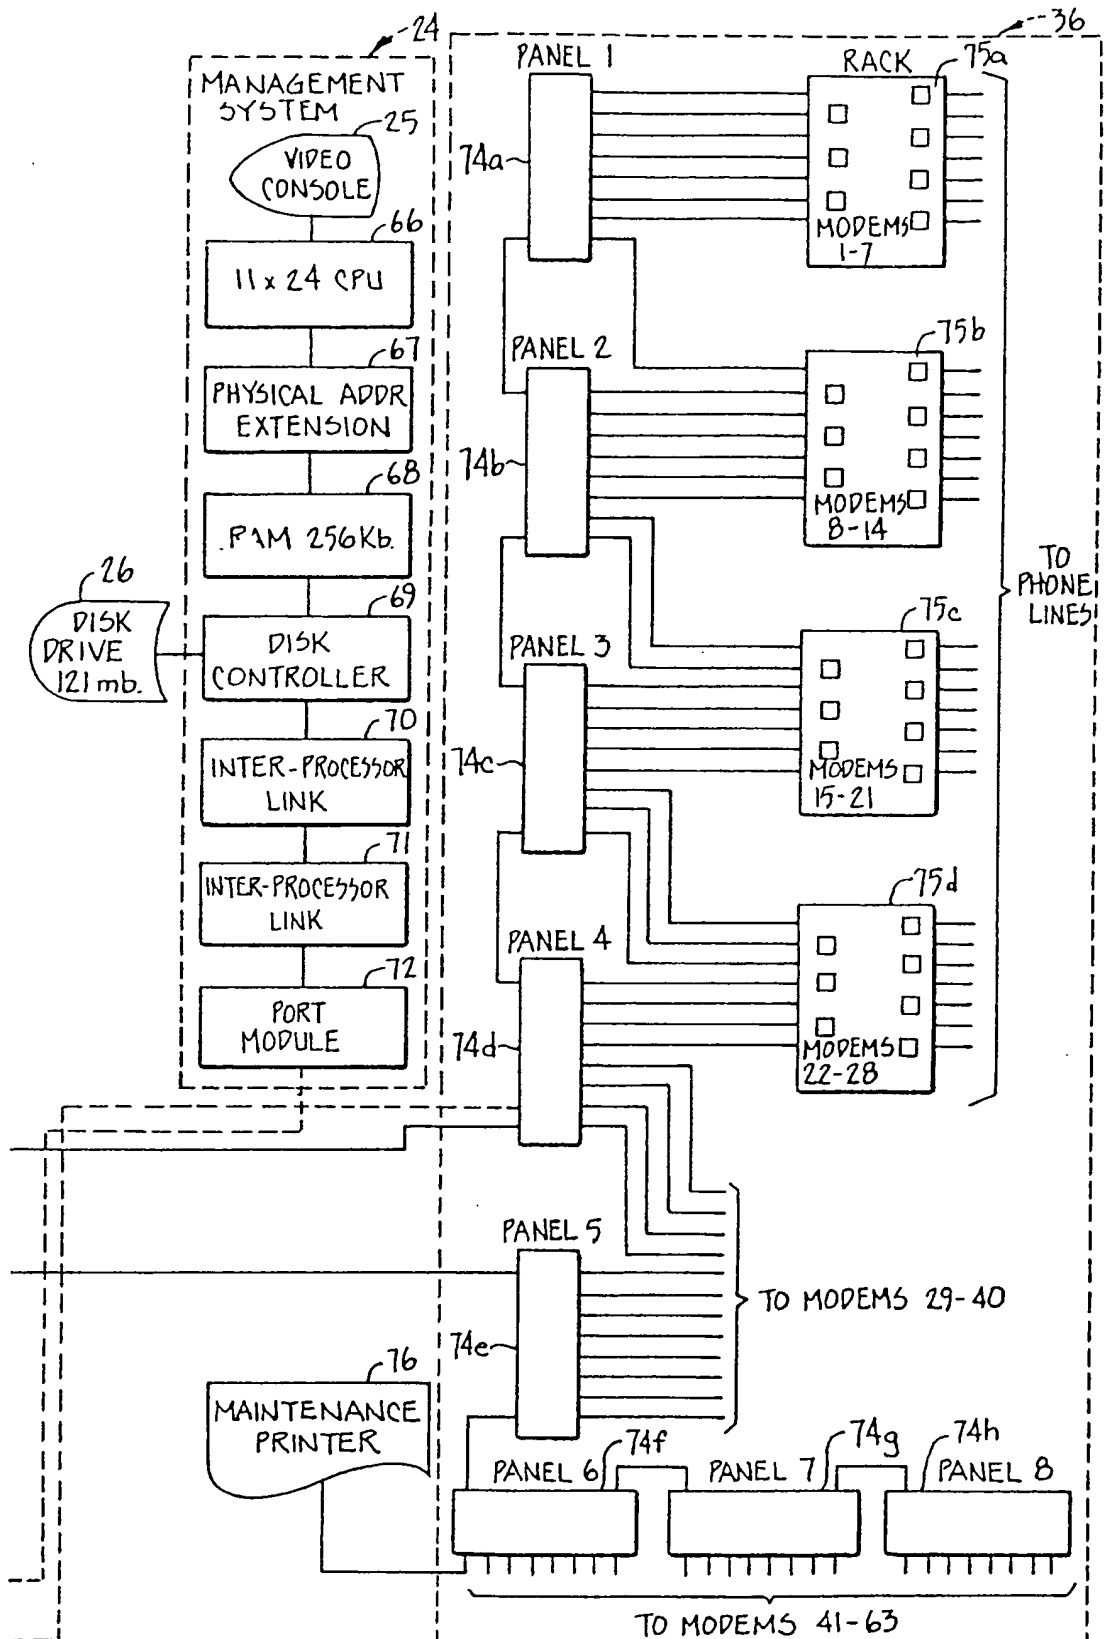 24
36
MANAGEMENT
SYSTEM
25
VIDEO
CONSOLE
66
11 x 24 CPU
67
PHYSICAL ADDR
EXTENSION
68
RAM 256Kb.
26
DISK
DRIVE
121 mb.
69
DISK
CONTROLLER
70
INTER-PROCESSOR
LINK
71
INTER-PROCESSOR
LINK
72
PORT
MODULE
PANEL 1
74a
RACK
75a
MODEMS
1-7
PANEL 2
74b
75b
MODEMS
8-14
PANEL 3
74c
75c
MODEMS
15-21
PANEL 4
74d
75d
MODEMS
22-28
TO
PHONE
LINES
PANEL 5
74e
TO MODEMS 29-40
76
MAINTENANCE
PRINTER
PANEL 6
74f
PANEL 7
74g
74h
PANEL 8
TO MODEMS 41-63